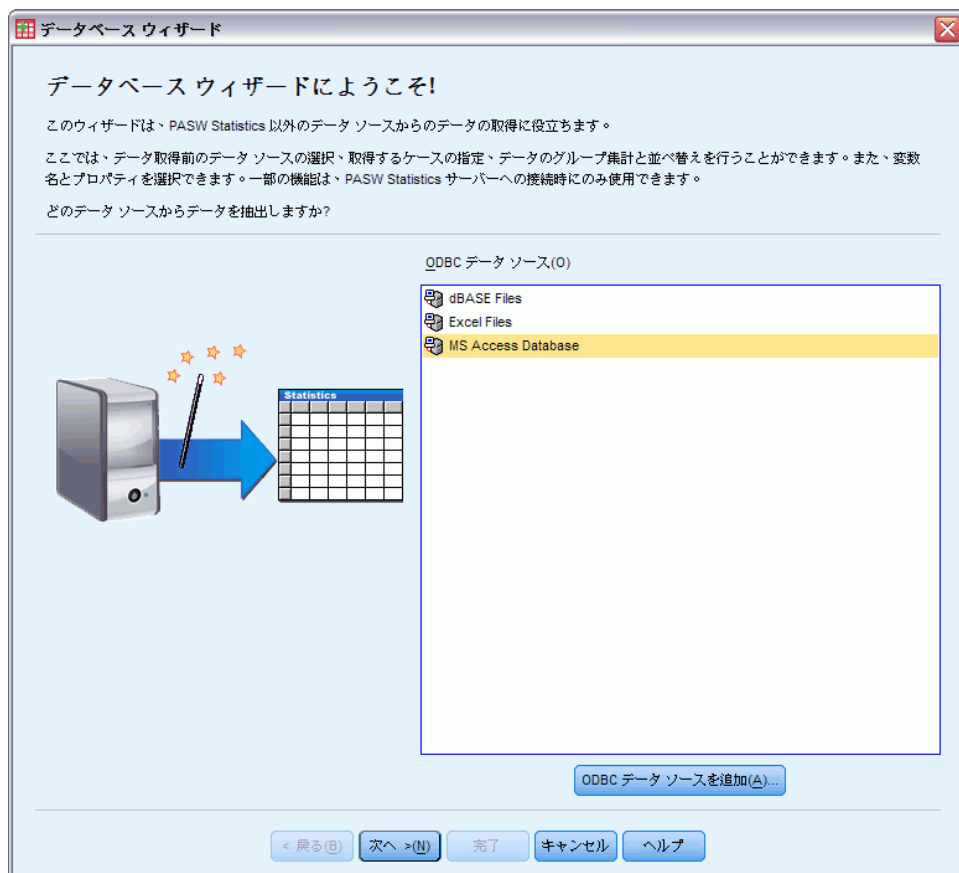 データベース ウィザード
データベース ウィザードにようこそ!
このウィザードは、PASW Statistics 以外のデータ ソースからのデータの取得に役立ちます。
ここでは、データ取得前のデータ ソースの選択、取得するケースの指定、データのグループ集計と並べ替えを行うことができます。また、変数
名とプロパティを選択できます。一部の機能は、PASW Statistics サーバーへの接続時にのみ使用できます。
どのデータ ソースからデータを抽出しますか?
ODBC データ ソース(O)
dBASE Files
Excel Files
MS Access Database
Statistics
ODBC データ ソースを追加(A)...
< 戻る(B)
次へ >(N)
完了
キャンセル
ヘルプ